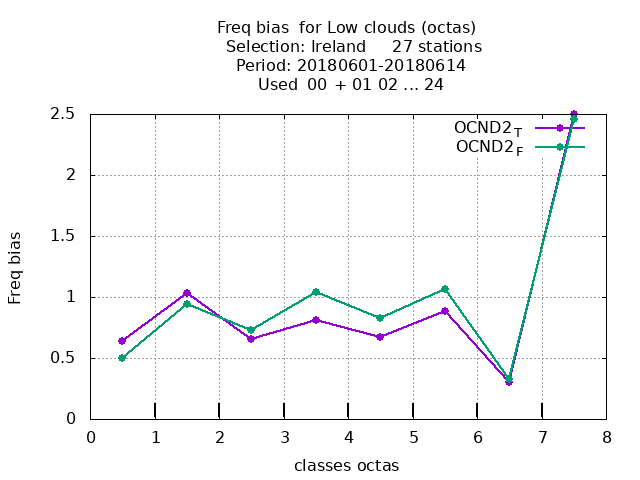 Freq bias  for Low clouds (octas)
Selection: Ireland     27 stations
Period: 20180601-20180614
Used  00  + 01 02 ... 24
OCND2T
OCND2F
2.5
2
1.5
1
0.5
0
Freq bias
0 1 2 3 4 5 6 7 8
classes octas